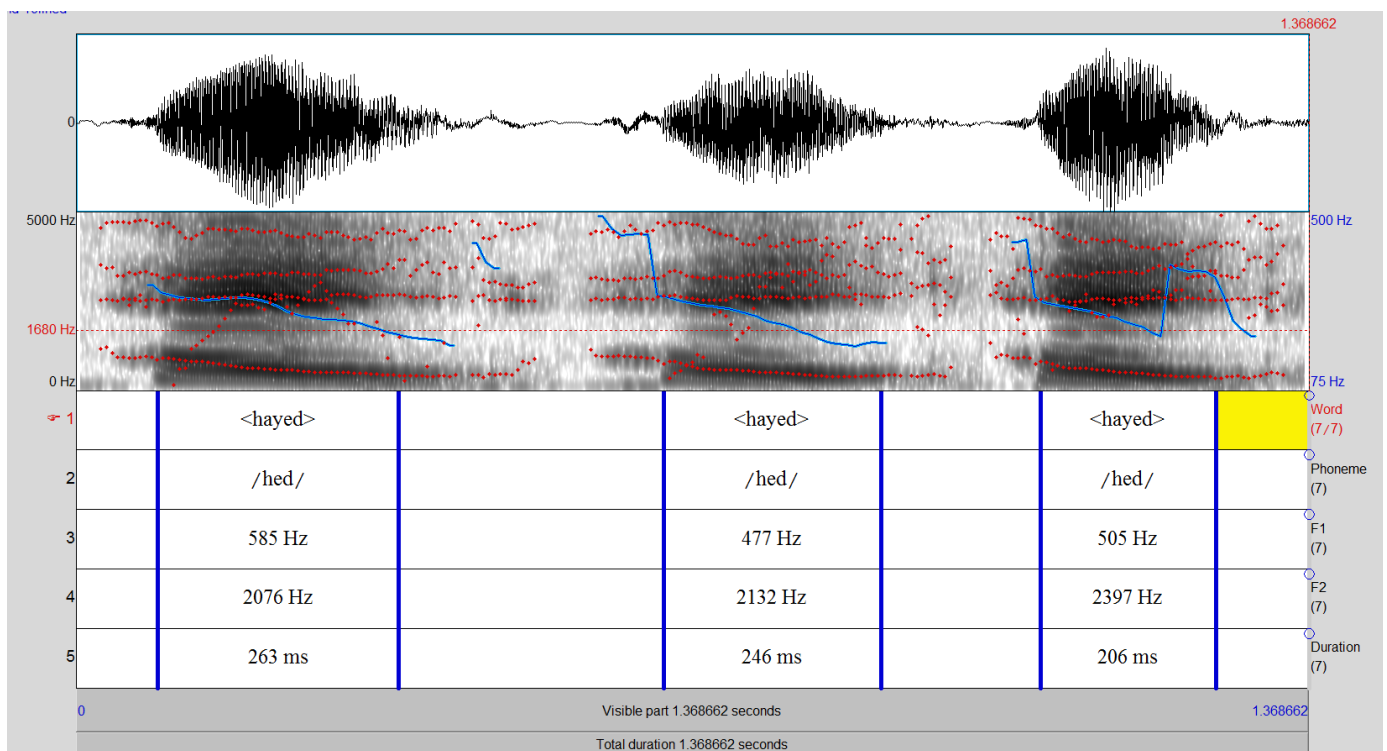 1.368662
0
5000 Hz
500 Hz
1680 Hz
0 Hz
75 Hz
1 <hayed> <hayed> <hayed> Word (7/7)
2 /hed/ /hed/ /hed/ Phoneme (7)
3 585 Hz 477 Hz 505 Hz F1 (7)
4 2076 Hz 2132 Hz 2397 Hz F2 (7)
5 263 ms 246 ms 206 ms Duration (7)
0 Visible part 1.368662 seconds 1.368662
Total duration 1.368662 seconds